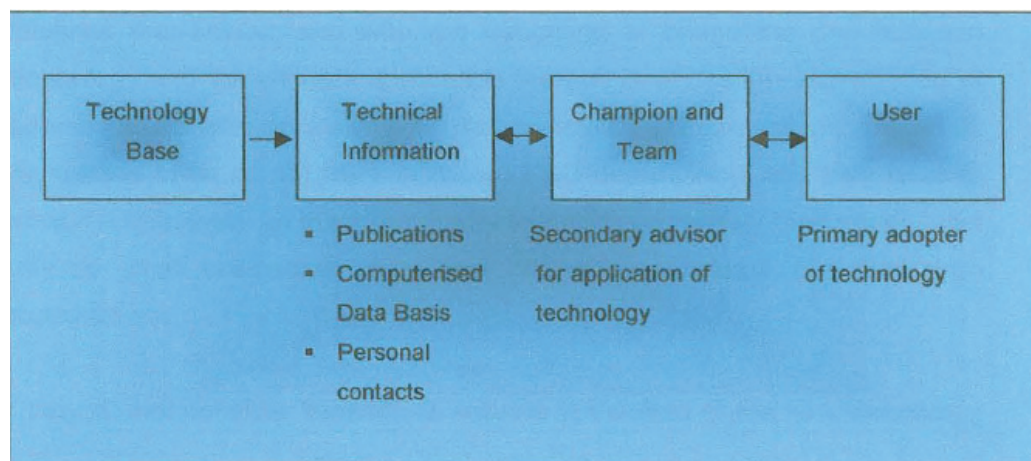 Technology
Base
Technical
Information
Champion and
Team
User
▪ Publications
▪ Computerised
Data Basis
▪ Personal
contacts
Secondary advisor
for application of
technology
Primary adopter
of technology